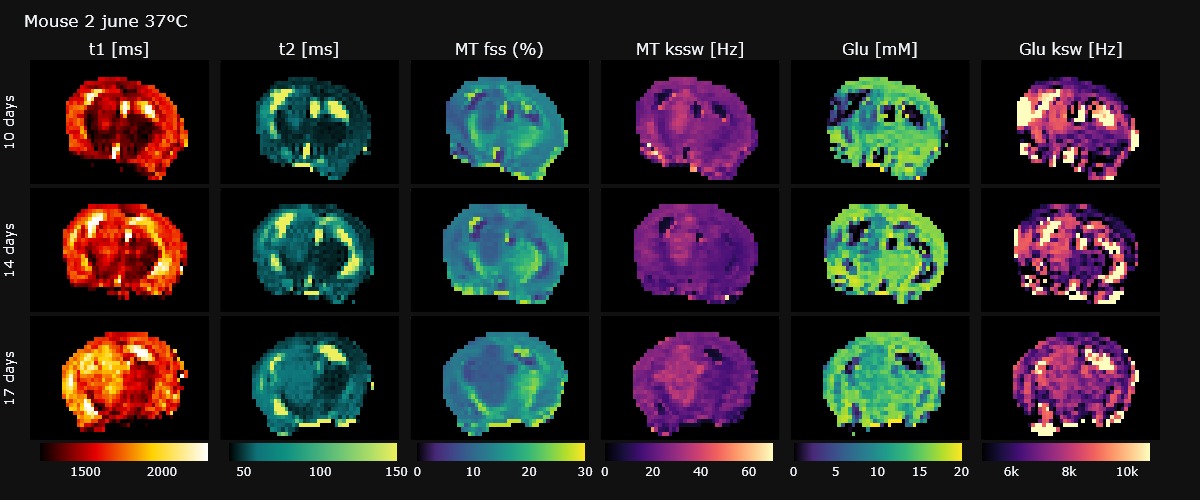 Mouse 2 june 37ºC
t1 [ms] t2 [ms] MT fss (%) MT kssw [Hz] Glu [mM] Glu ksw [Hz]
10 days
14 days
17 days
1500 2000 50 100 150 0 10 20 30 0 20 40 60 0 5 10 15 20 6k 8k 10k